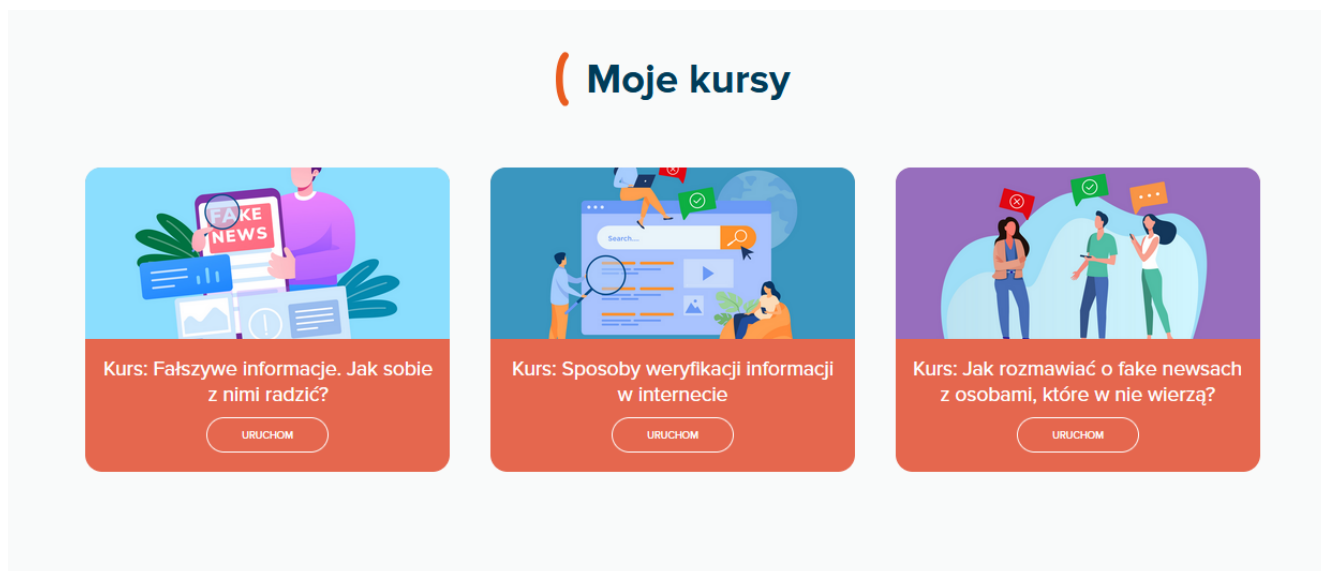 Moje kursy
FAKE
NEWS
Search....
Kurs: Fałszywe informacje. Jak sobie
z nimi radzić?
URUCHOM
Kurs: Sposoby weryfikacji informacji
w internecie
URUCHOM
Kurs: Jak rozmawiać o fake newsach
z osobami, które w nie wierzą?
URUCHOM